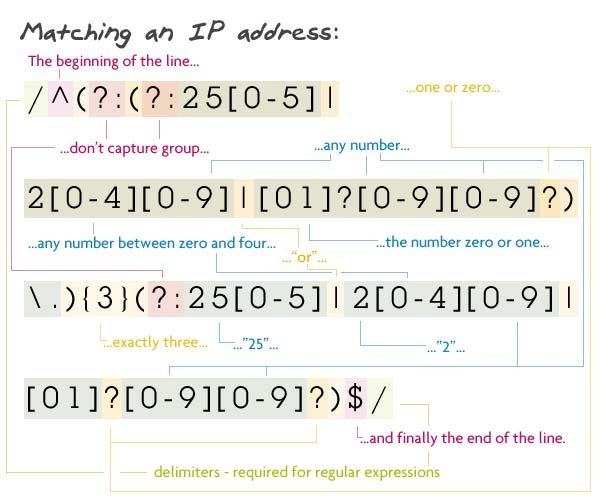 Matching an IP address:
The beginning of the line...
...one or zero...
/^(?:(?:25[0-5]|
...don't capture group...
...any number...
2[0-4][0-9]|[01]?[0-9][0-9]?)
...any number between zero and four...
...the number zero or one...
..."or"...
\.){3}(?:25[0-5]|2[0-4][0-9]|
...exactly three...
..."25"...
..."2"...
[01]?[0-9][0-9]?)$/
...and finally the end of the line.
delimiters - required for regular expressions